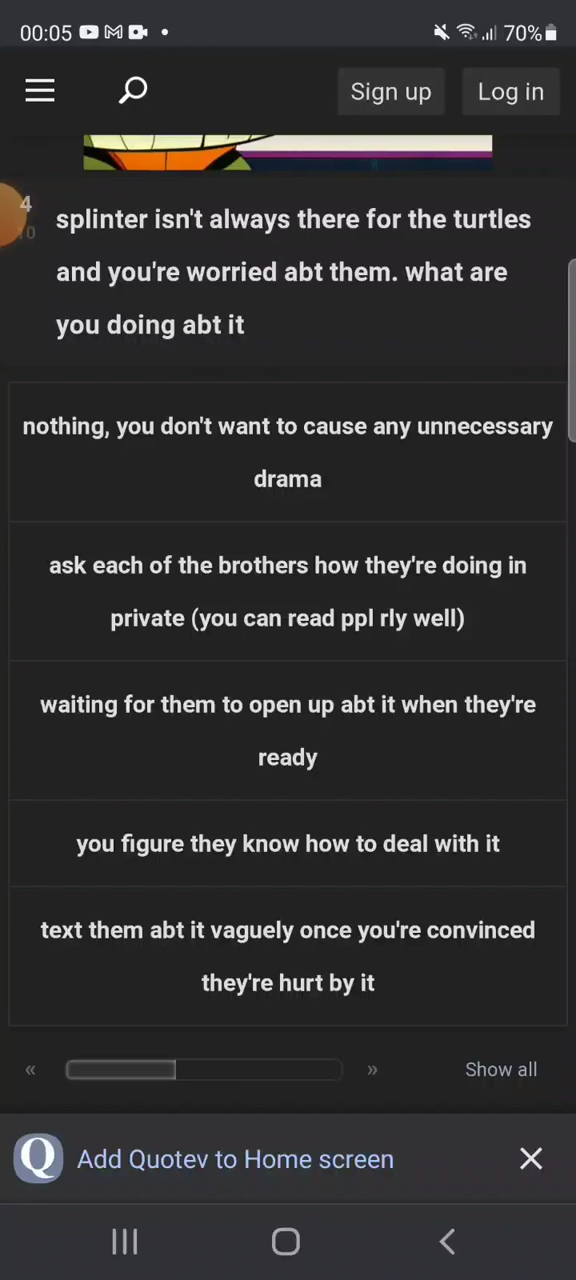 00:05
70%
Sign up
Log in
4
10
splinter isn't always there for the turtles
and you're worried abt them. what are
you doing abt it
nothing, you don't want to cause any unnecessary
drama
ask each of the brothers how they're doing in
private (you can read ppl rly well)
waiting for them to open up abt it when they're
ready
you figure they know how to deal with it
text them abt it vaguely once you're convinced
they're hurt by it
« » Show all
Q Add Quotev to Home screen